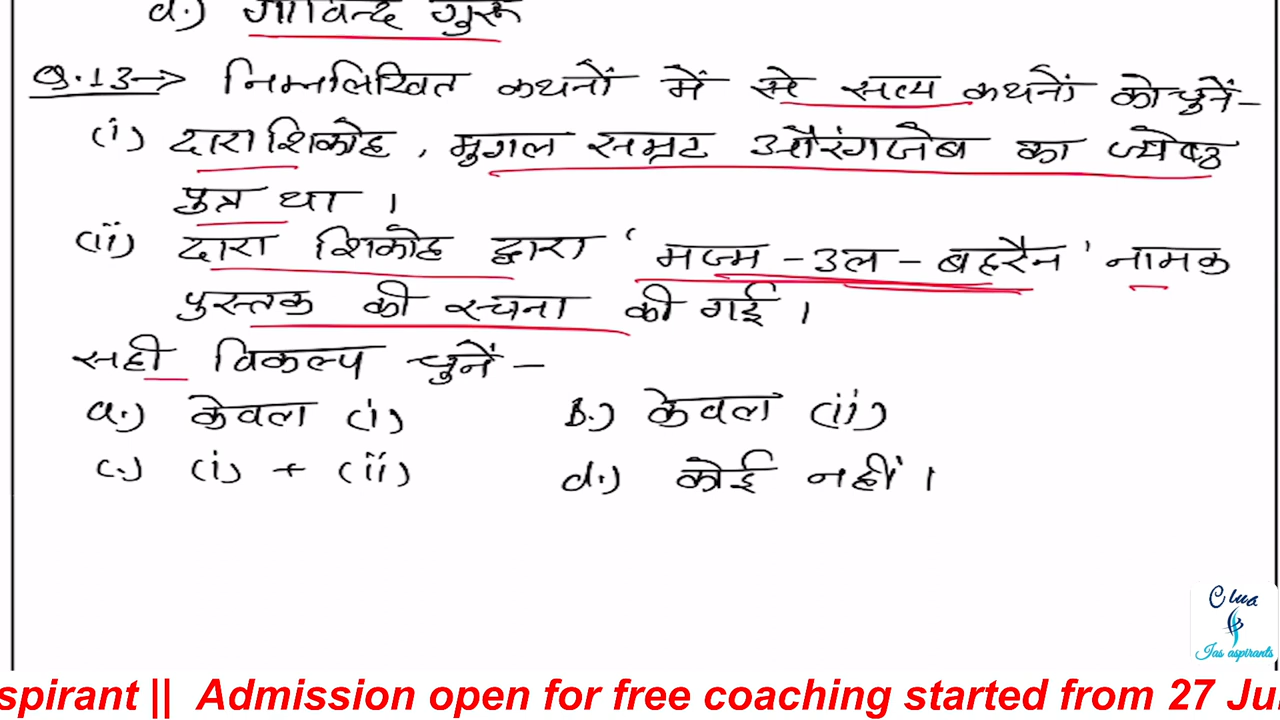 d.) गोविन्द गुरू
Q.13→ निम्नलिखित कथनों में से सत्य कथनों को चुनें-
(i) दारा शिकोह, मुगल सम्राट औरंगजेब का ज्येष्ठ
पुत्र था।
(ii) दारा शिकोह द्वारा 'मज्म-उल-बहरैन' नामक
पुस्तक की रचना की गई।
सही विकल्प चुनें-
a.) केवल (i) B.) केवल (ii)
c.) (i) + (ii) d.) कोई नहीं।
Clue
Ias aspirants
spirant || Admission open for free coaching started from 27 Ju